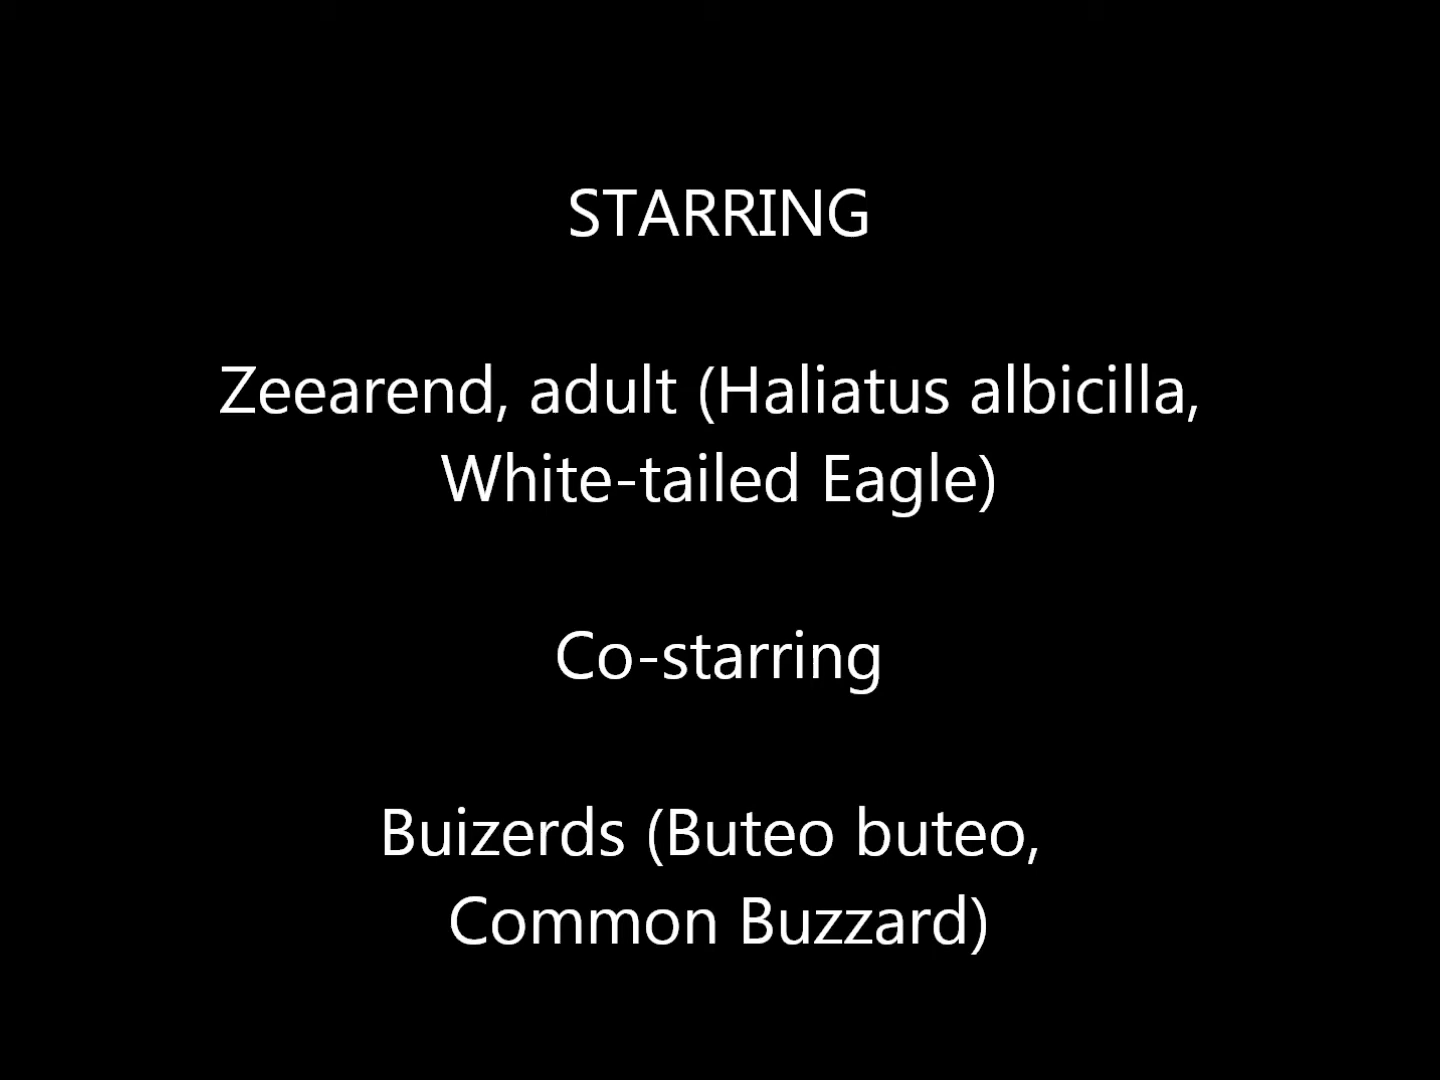 STARRING
Zeearend, adult (Haliatus albicilla,
White-tailed Eagle)
Co-starring
Buizerds (Buteo buteo,
Common Buzzard)